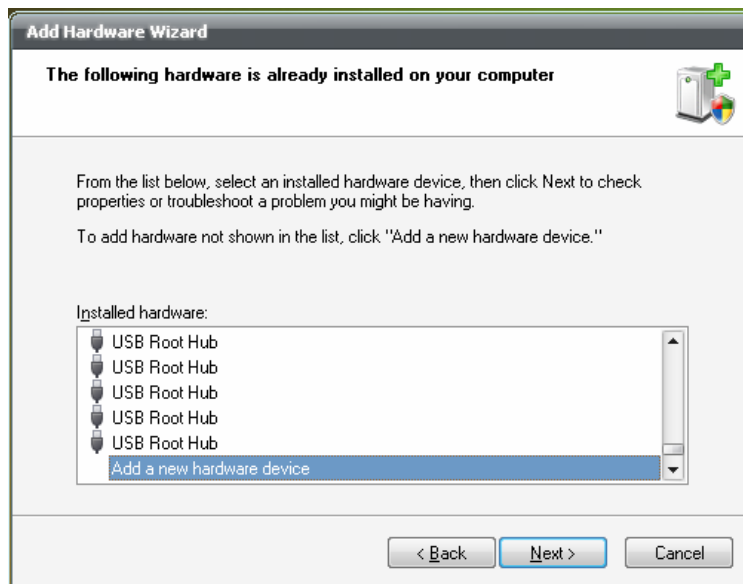 Add Hardware Wizard
The following hardware is already installed on your computer
From the list below, select an installed hardware device, then click Next to check
properties or troubleshoot a problem you might be having.
To add hardware not shown in the list, click "Add a new hardware device."
Installed hardware:
USB Root Hub
USB Root Hub
USB Root Hub
USB Root Hub
USB Root Hub
Add a new hardware device
< Back
Next >
Cancel